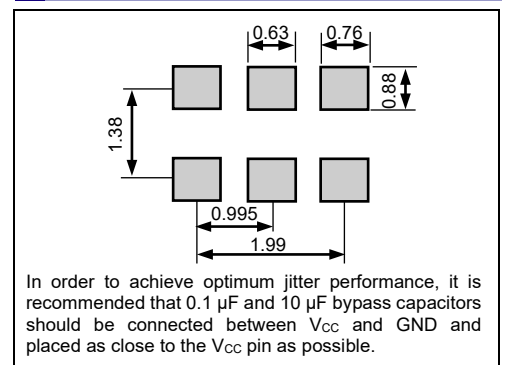 0.63 0.76
0.88
1.38
0.995
1.99
In order to achieve optimum jitter performance, it is
recommended that 0.1 µF and 10 µF bypass capacitors
should be connected between VCC and GND and
placed as close to the VCC pin as possible.